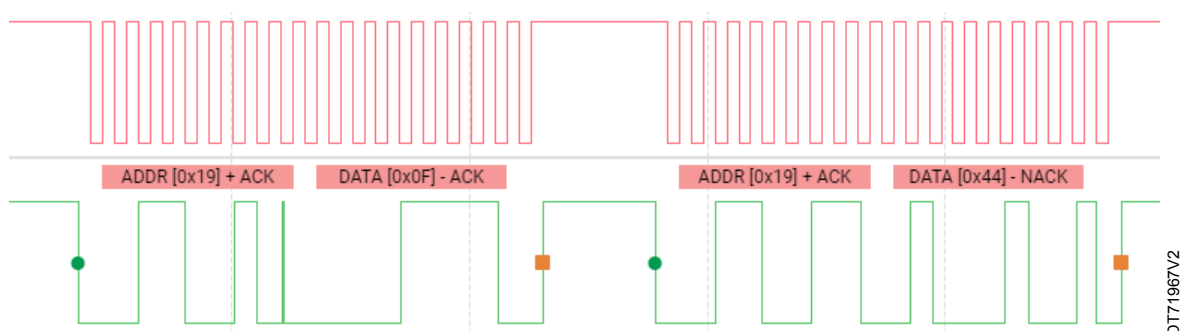 ADDR [0x19] + ACK
DATA [0x0F] - ACK
ADDR [0x19] + ACK
DATA [0x44] - NACK
DT71967V2